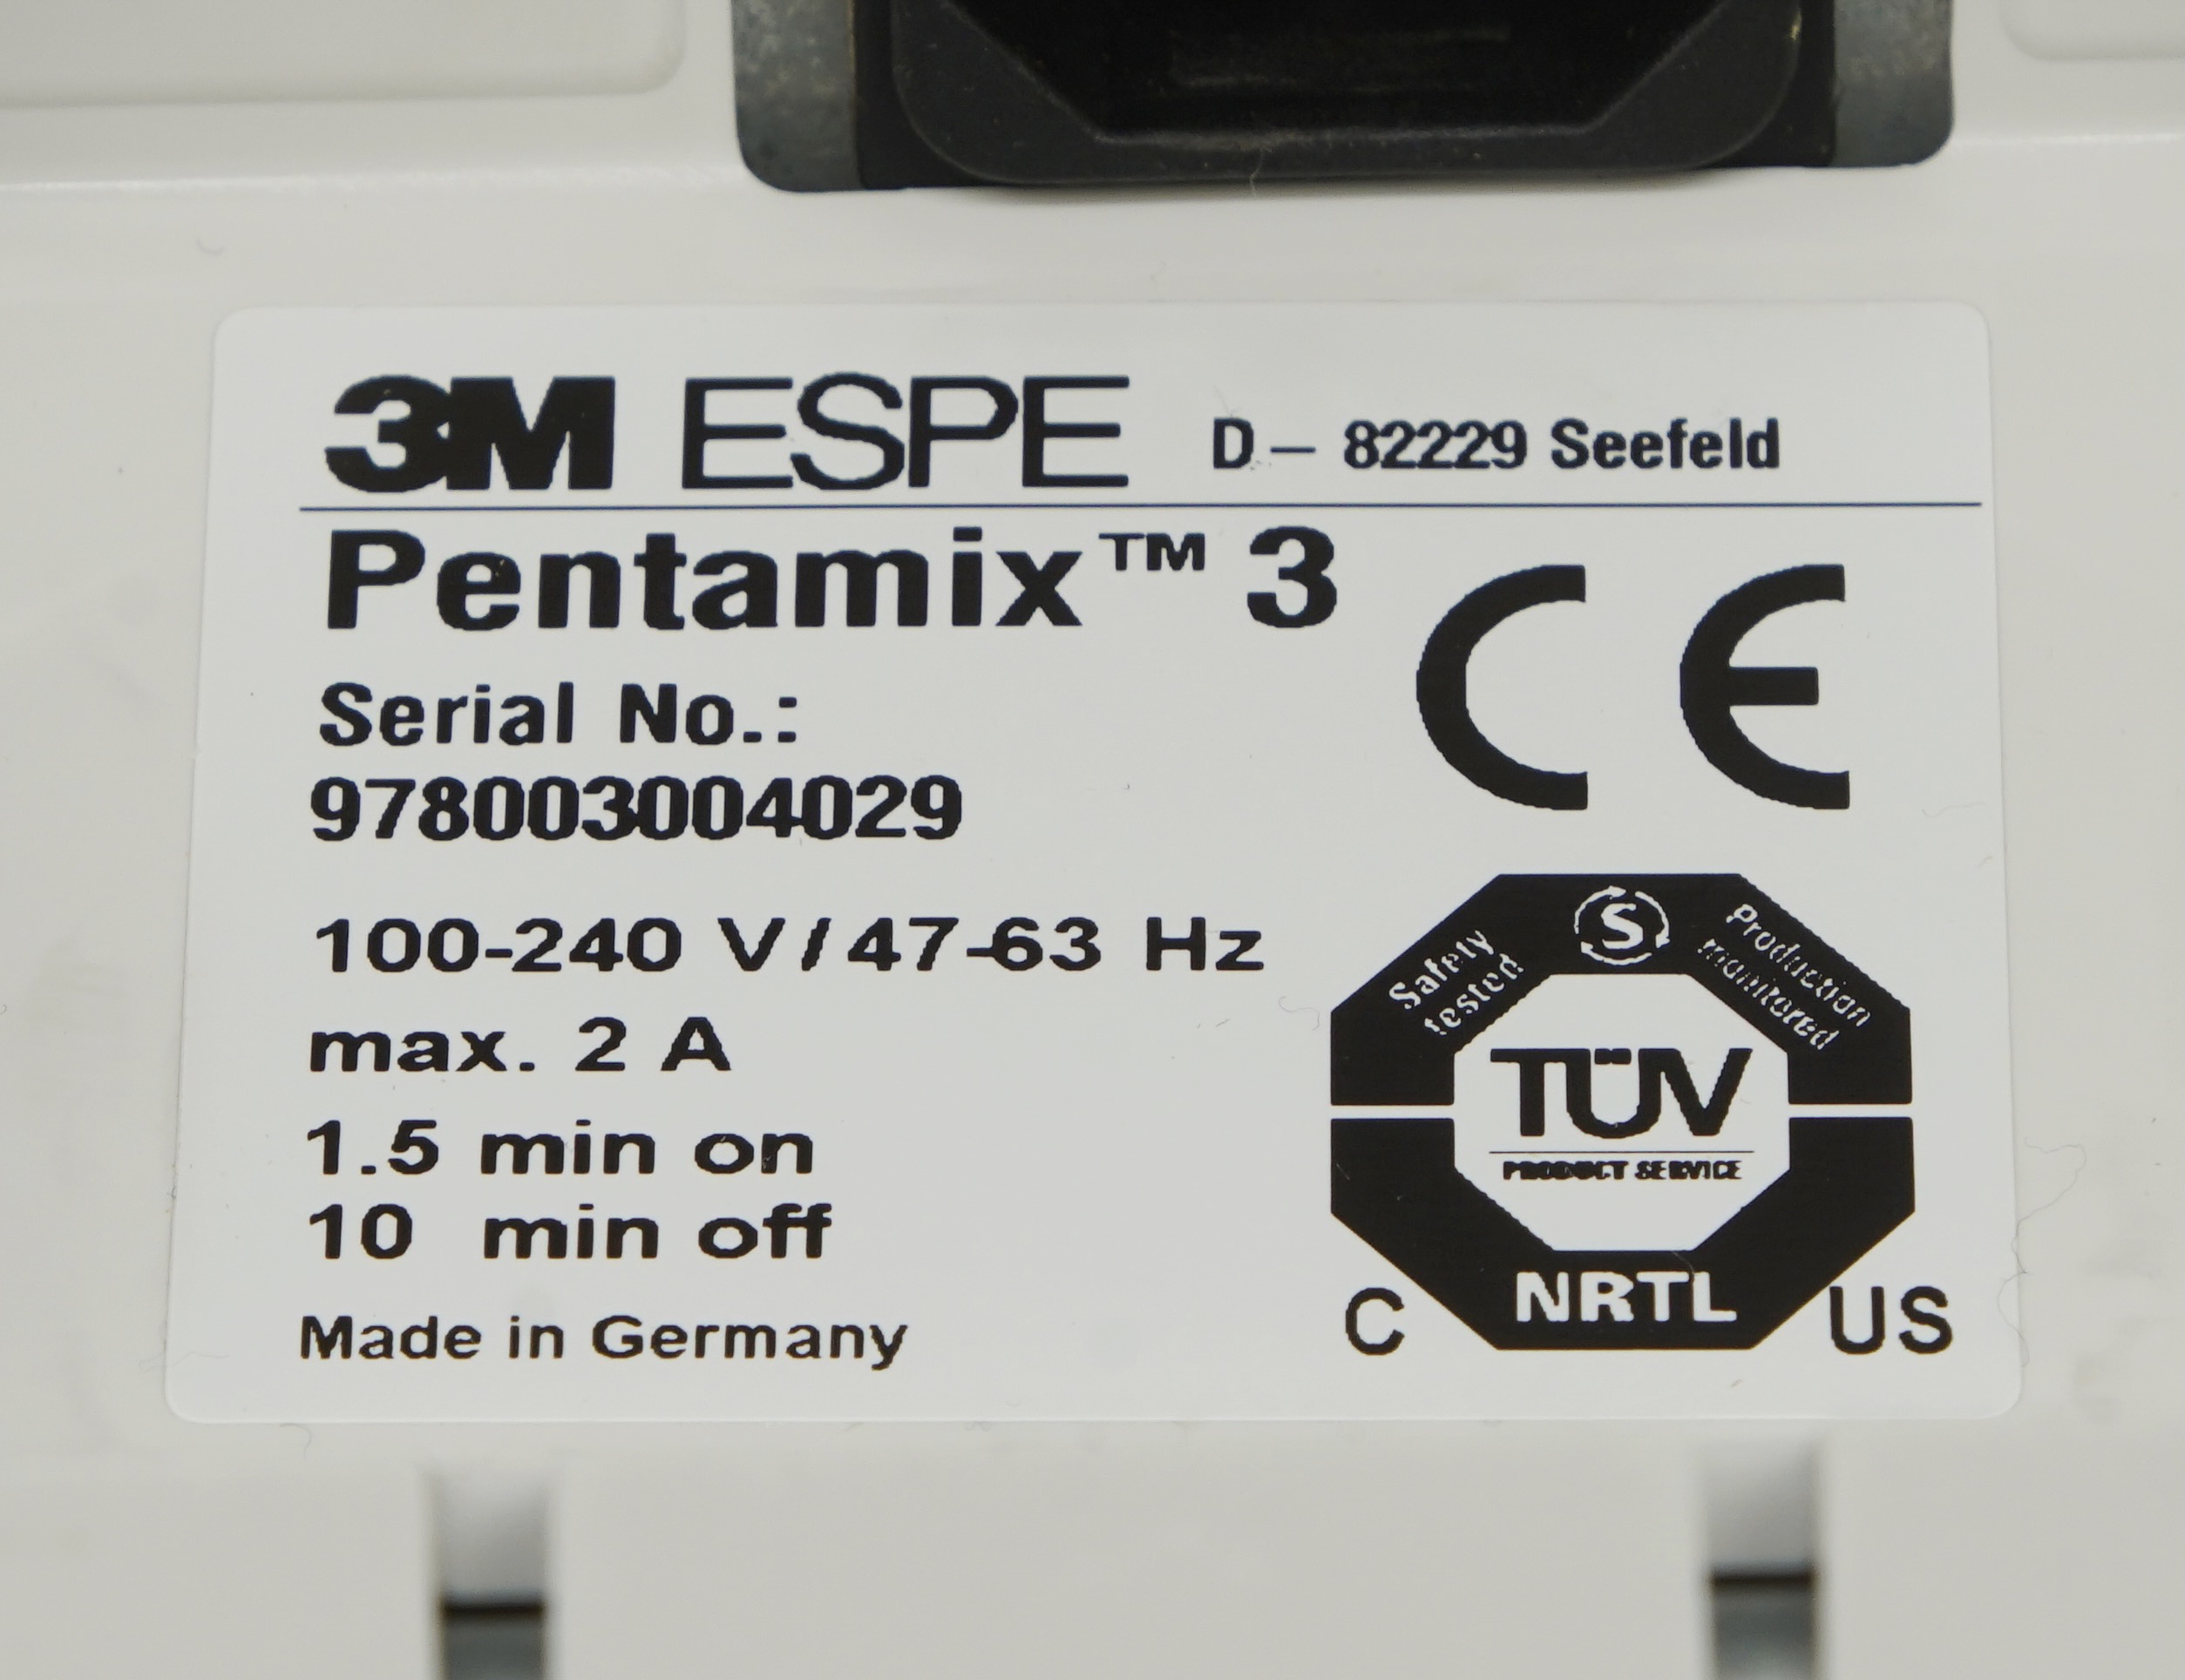 3M ESPE D - 82229 Seefeld
Pentamix™ 3
CE
Serial No.:
978003004029
100-240 V/47-63 Hz
max. 2 A
1.5 min on
10 min off
Made in Germany
Safety tested
S
Production monitored
TÜV
PRODUCT SERVICE
C NRTL US